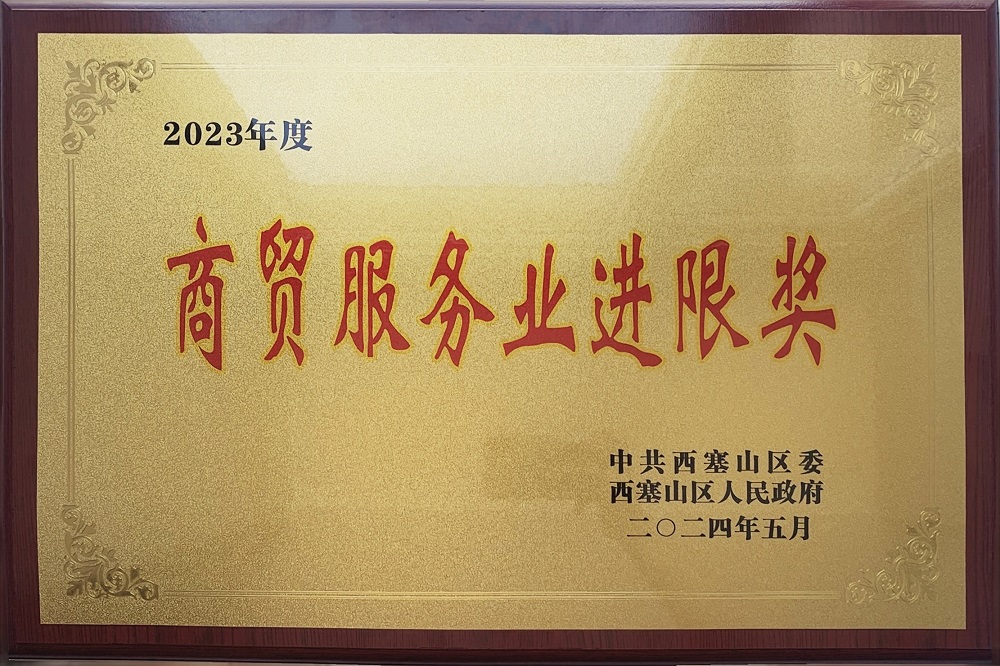 2023年度
商贸服务业进限奖
中共西塞山区委
西塞山区人民政府
二〇二四年五月